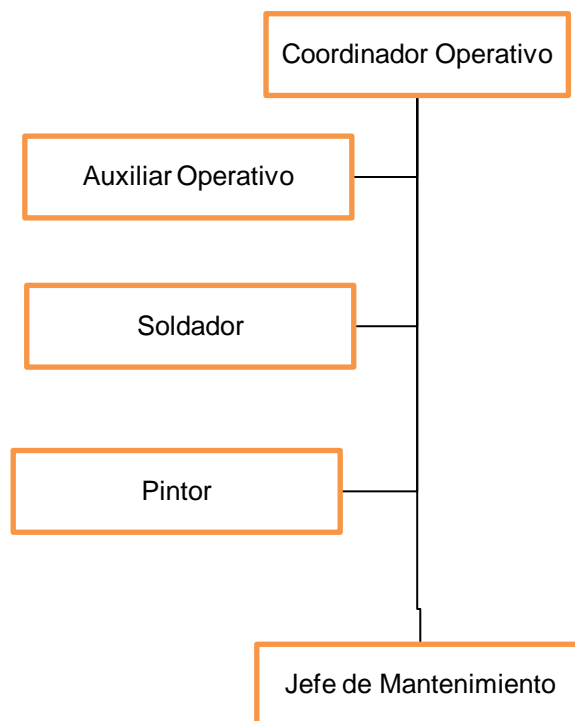 Coordinador Operativo
Auxiliar Operativo
Soldador
Pintor
Jefe de Mantenimiento